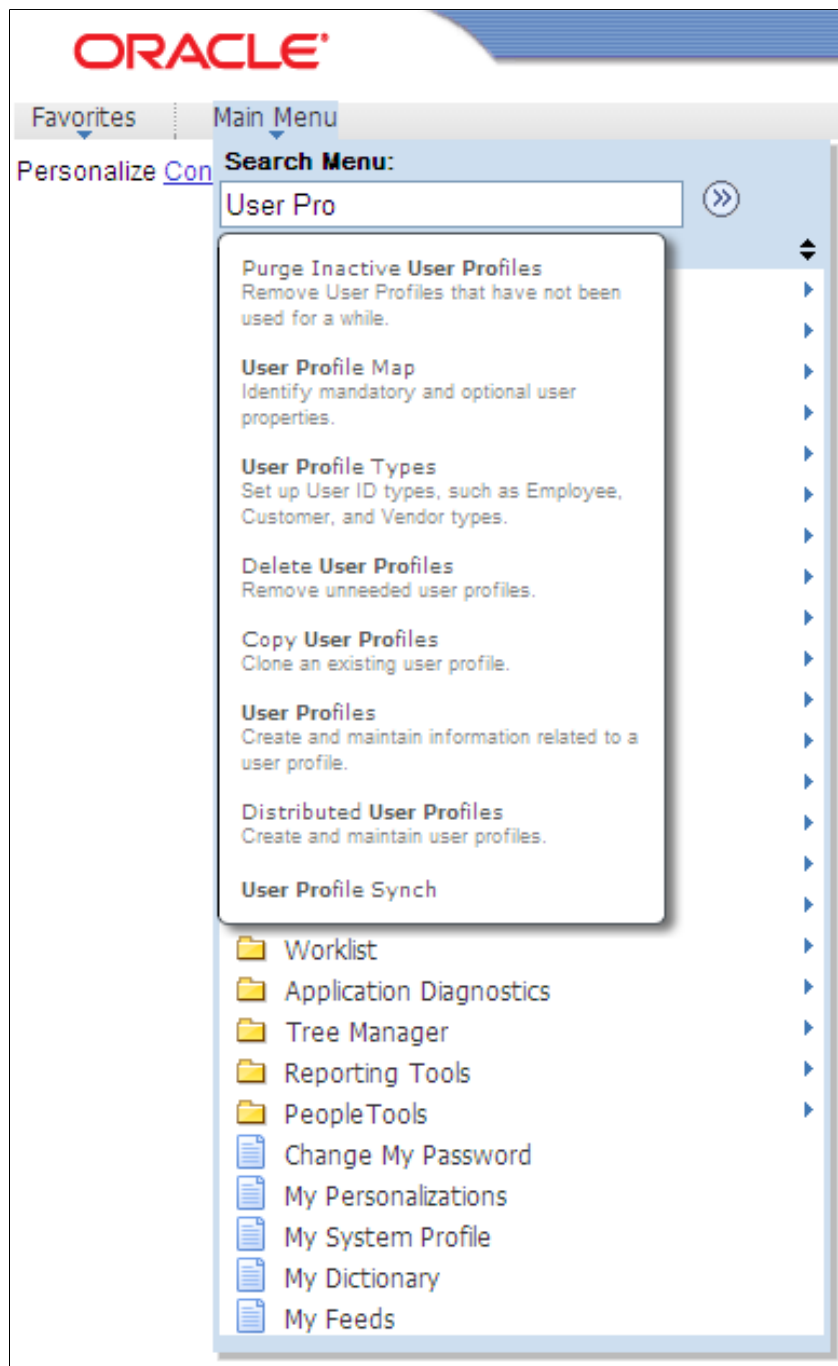 ORACLE
Favorites Main Menu
Personalize Con
Search Menu:
User Pro
Purge Inactive User Profiles
Remove User Profiles that have not been
used for a while.
User Profile Map
Identify mandatory and optional user
properties.
User Profile Types
Set up User ID types, such as Employee,
Customer, and Vendor types.
Delete User Profiles
Remove unneeded user profiles.
Copy User Profiles
Clone an existing user profile.
User Profiles
Create and maintain information related to a
user profile.
Distributed User Profiles
Create and maintain user profiles.
User Profile Synch
Worklist
Application Diagnostics
Tree Manager
Reporting Tools
PeopleTools
Change My Password
My Personalizations
My System Profile
My Dictionary
My Feeds